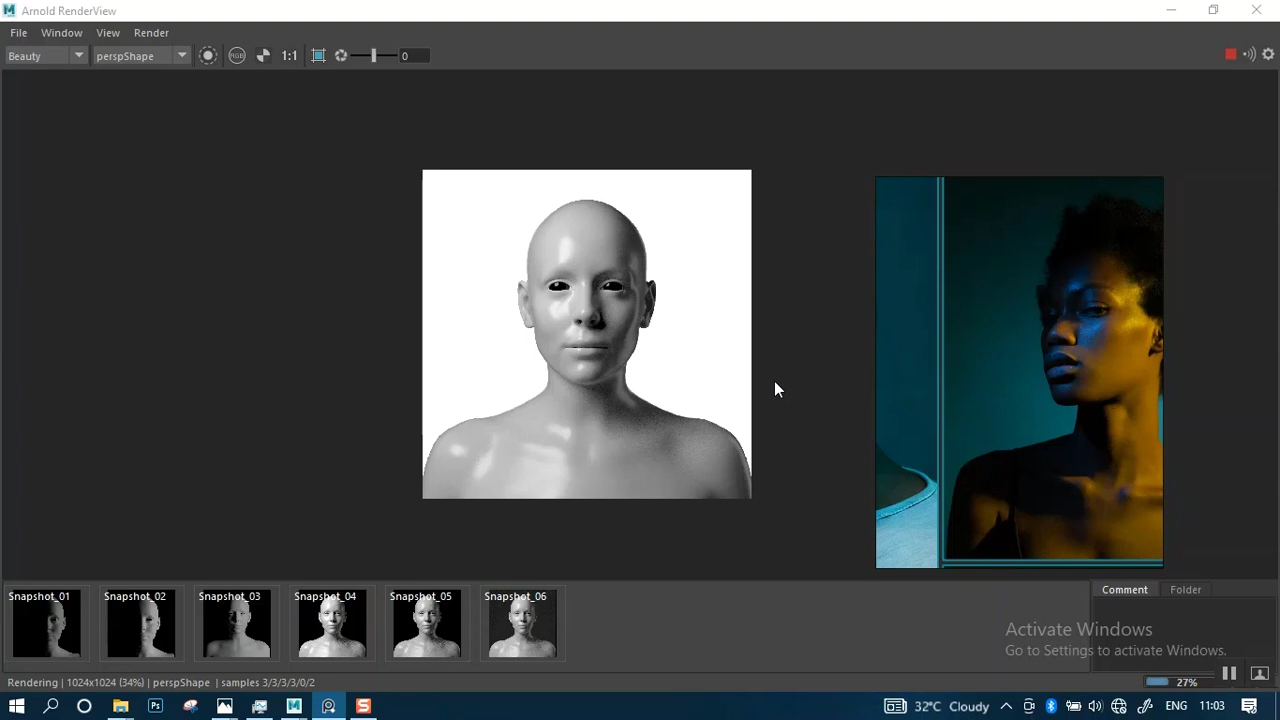 Arnold RenderView
File Window View Render
Beauty perspShape RGB 1:1 0
Snapshot_01 Snapshot_02 Snapshot_03 Snapshot_04 Snapshot_05 Snapshot_06
Comment Folder
Activate Windows
Go to Settings to activate Windows.
Rendering | 1024x1024 (34%) | perspShape | samples 3/3/3/3/0/2
27%
32°C Cloudy ENG 11:03